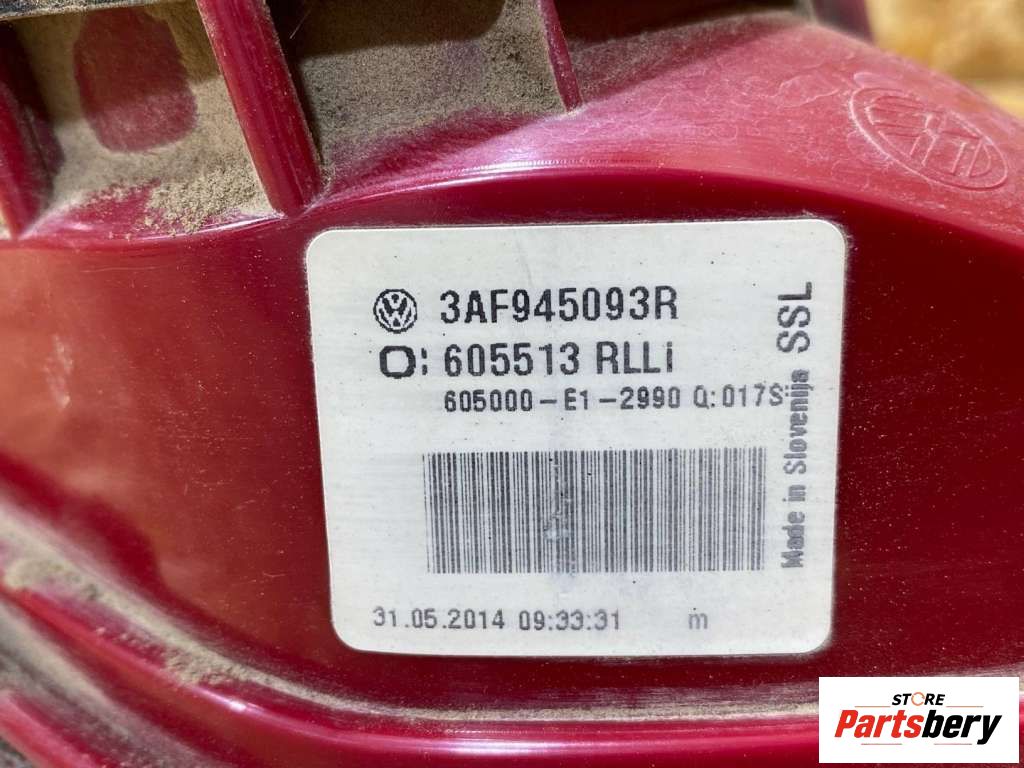 3AF945093R
O: 605513 RLLi
605000-E1-2990 Q:017S
Made in Slovenija SSL
31.05.2014 09:33:31 m
STORE
Partsbery